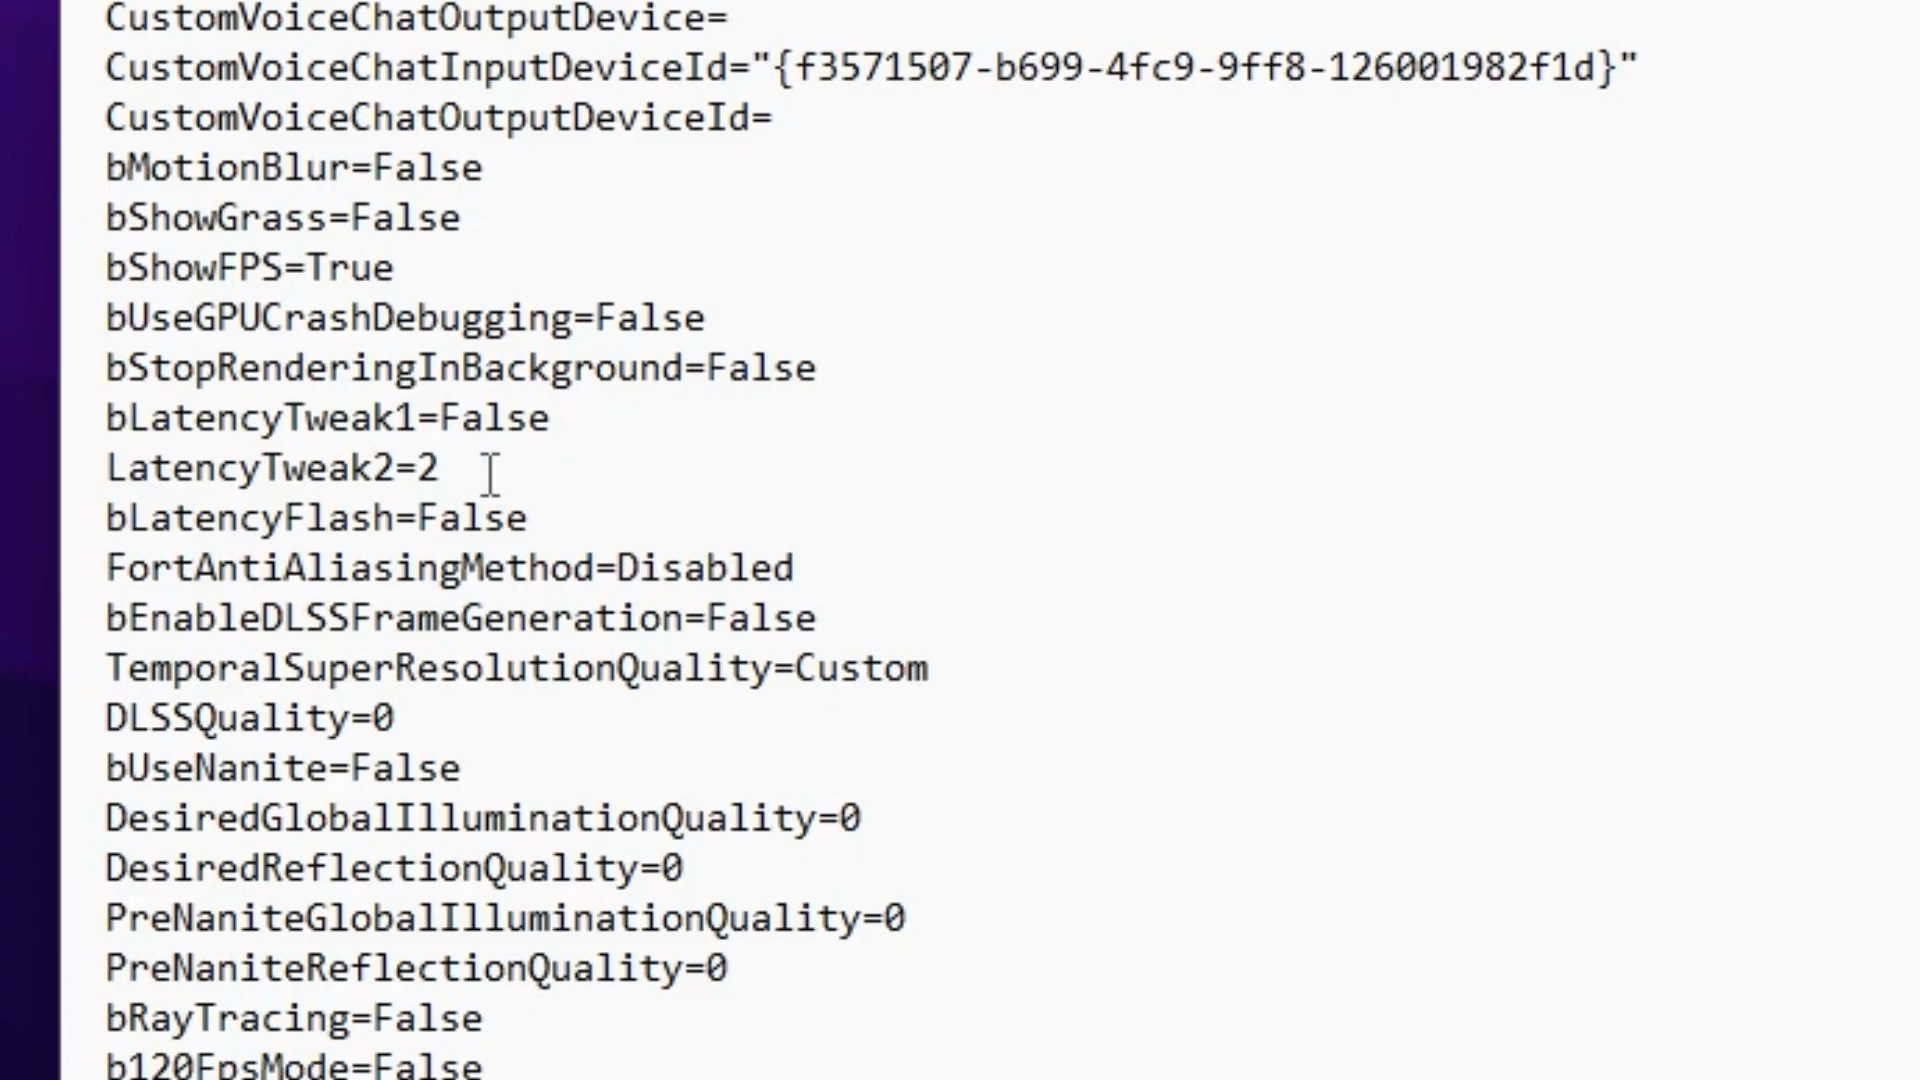 CustomVoiceChatOutputDevice=
CustomVoiceChatInputDeviceId="{f3571507-b699-4fc9-9ff8-126001982f1d}"
CustomVoiceChatOutputDeviceId=
bMotionBlur=False
bShowGrass=False
bShowFPS=True
bUseGPUCrashDebugging=False
bStopRenderingInBackground=False
bLatencyTweak1=False
LatencyTweak2=2
bLatencyFlash=False
FortAntiAliasingMethod=Disabled
bEnableDLSSFrameGeneration=False
TemporalSuperResolutionQuality=Custom
DLSSQuality=0
bUseNanite=False
DesiredGlobalIlluminationQuality=0
DesiredReflectionQuality=0
PreNaniteGlobalIlluminationQuality=0
PreNaniteReflectionQuality=0
bRayTracing=False
b120FpsMode=False